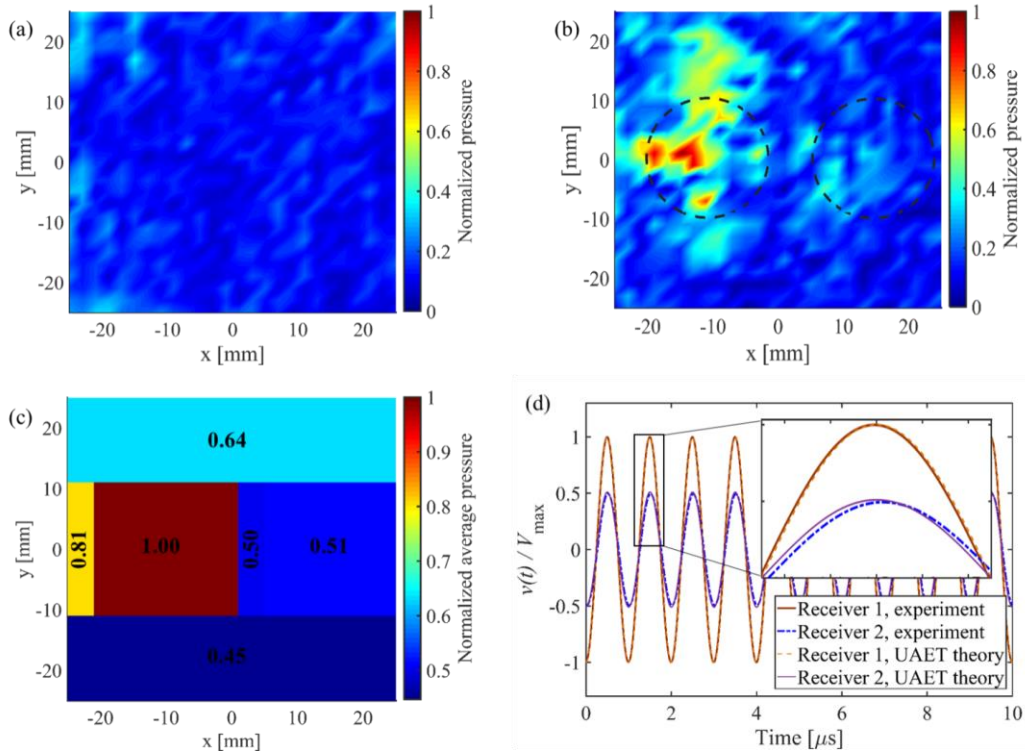 (a)
20
10
0
-10
-20
y [mm]
-20 -10 0 10 20
x [mm]
1
0.8
0.6
0.4
0.2
0
Normalized pressure
(b)
20
10
0
-10
-20
y [mm]
-20 -10 0 10 20
x [mm]
1
0.8
0.6
0.4
0.2
0
Normalized pressure
(c)
20
10
0
-10
-20
y [mm]
0.64
0.81 1.00 0.50 0.51
0.45
-20 -10 0 10 20
x [mm]
1
0.9
0.8
0.7
0.6
0.5
Normalized average pressure
(d)
1
0.5
0
-0.5
-1
v(t) / Vmax
Receiver 1, experiment
Receiver 2, experiment
Receiver 1, UAET theory
Receiver 2, UAET theory
0 2 4 6 8 10
Time [μs]